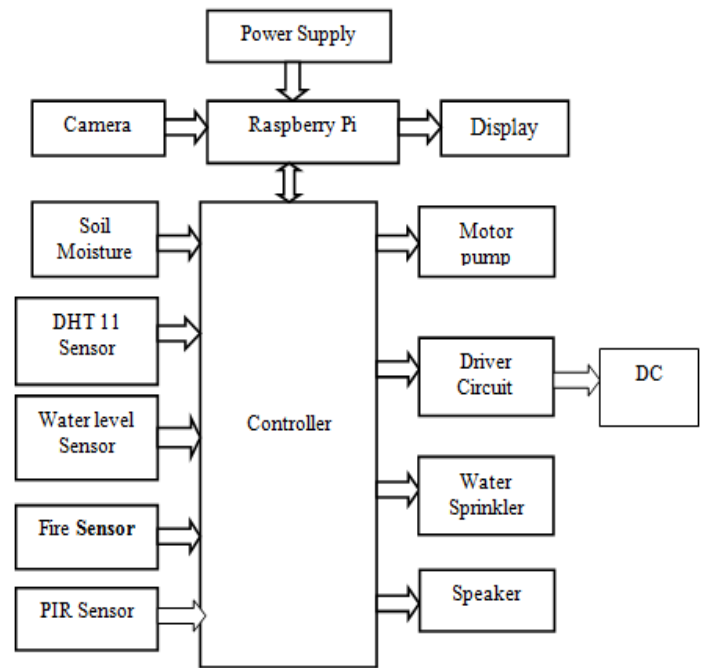 Power Supply
Camera
Raspberry Pi
Display
Soil
Moisture
Motor
pump
DHT 11
Sensor
Driver
Circuit
DC
Water level
Sensor
Controller
Water
Sprinkler
Fire Sensor
Speaker
PIR Sensor